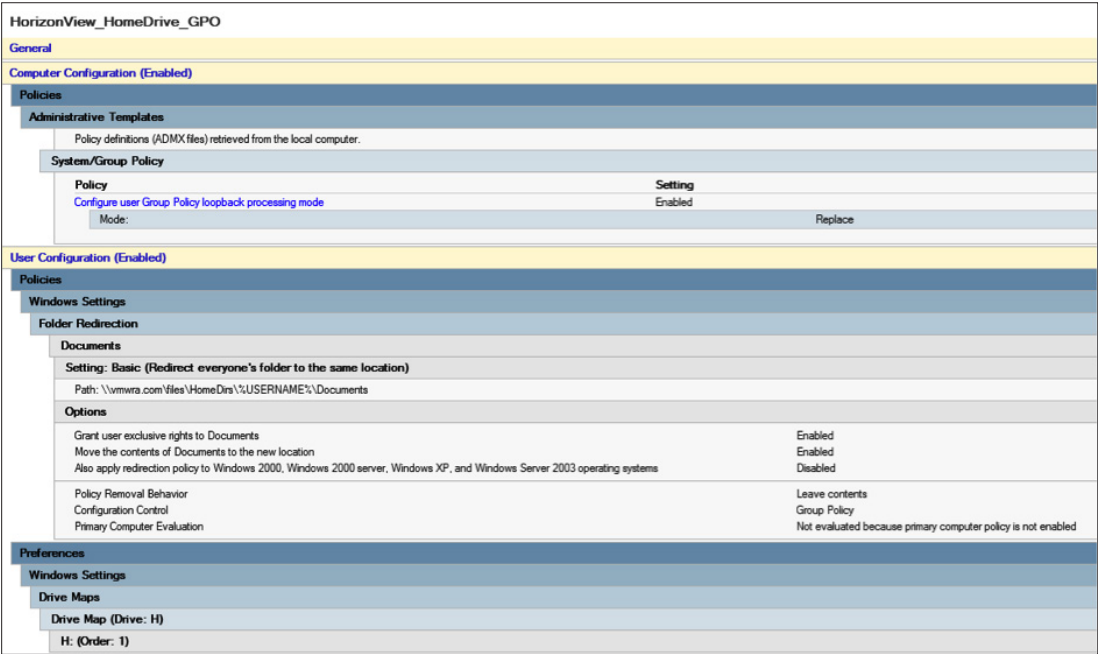 HorizonView_HomeDrive_GPO
General
Computer Configuration (Enabled)
Policies
Administrative Templates
Policy definitions (ADMX files) retrieved from the local computer.
System/Group Policy
Policy Setting
Configure user Group Policy loopback processing mode Enabled
Mode: Replace
User Configuration (Enabled)
Policies
Windows Settings
Folder Redirection
Documents
Setting: Basic (Redirect everyone's folder to the same location)
Path: \\vmwra.com\files\HomeDirs\%USERNAME%\Documents
Options
Grant user exclusive rights to Documents Enabled
Move the contents of Documents to the new location Enabled
Also apply redirection policy to Windows 2000, Windows 2000 server, Windows XP, and Windows Server 2003 operating systems Disabled
Policy Removal Behavior Leave contents
Configuration Control Group Policy
Primary Computer Evaluation Not evaluated because primary computer policy is not enabled
Preferences
Windows Settings
Drive Maps
Drive Map (Drive: H)
H: (Order: 1)